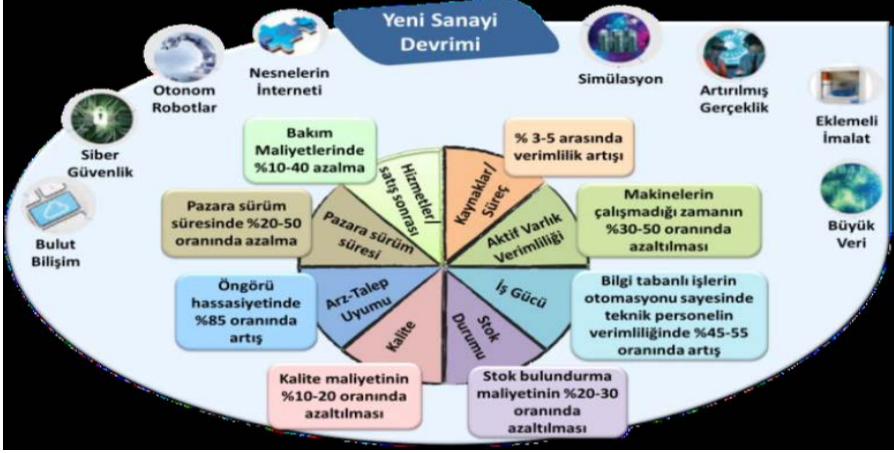 Yeni Sanayi
Devrimi
Bulut
Bilişim
Siber
Güvenlik
Otonom
Robotlar
Nesnelerin
İnterneti
Simülasyon
Artırılmış
Gerçeklik
Eklemeli
İmalat
Büyük
Veri
Bakım
Maliyetlerinde
%10-40 azalma
Hizmetler/
satış sonrası
Kaynaklar/
Süreç
% 3-5 arasında
verimlilik artışı
Pazara sürüm
süresinde %20-50
oranında azalma
Pazara sürüm
süresi
Aktif Varlık
Verimliliği
Makinelerin
çalışmadığı zamanın
%30-50 oranında
azaltılması
Öngörü
hassasiyetinde
%85 oranında
artış
Arz-Talep
Uyumu
İş Gücü
Bilgi tabanlı işlerin
otomasyonu sayesinde
teknik personelin
verimliliğinde %45-55
oranında artış
Kalite
Stok
Durumu
Kalite maliyetinin
%10-20 oranında
azaltılması
Stok bulundurma
maliyetinin %20-30
oranında
azaltılması